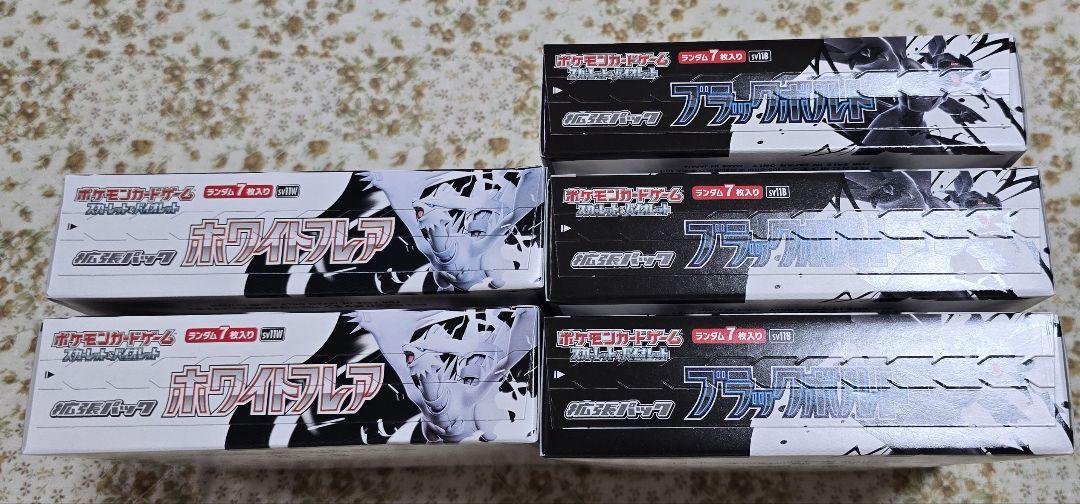 ポケモンカードゲーム
スカーレット&バイオレット
ランダム7枚入り
sv11B
拡張パック
ブラックボルト
ポケモンカードゲーム
スカーレット&バイオレット
ランダム7枚入り
sv11W
拡張パック
ホワイトフレア
ポケモンカードゲーム
スカーレット&バイオレット
ランダム7枚入り
sv11B
拡張パック
ブラックボルト
ポケモンカードゲーム
スカーレット&バイオレット
ランダム7枚入り
sv11W
拡張パック
ホワイトフレア
ポケモンカードゲーム
スカーレット&バイオレット
ランダム7枚入り
sv11B
拡張パック
ブラックボルト